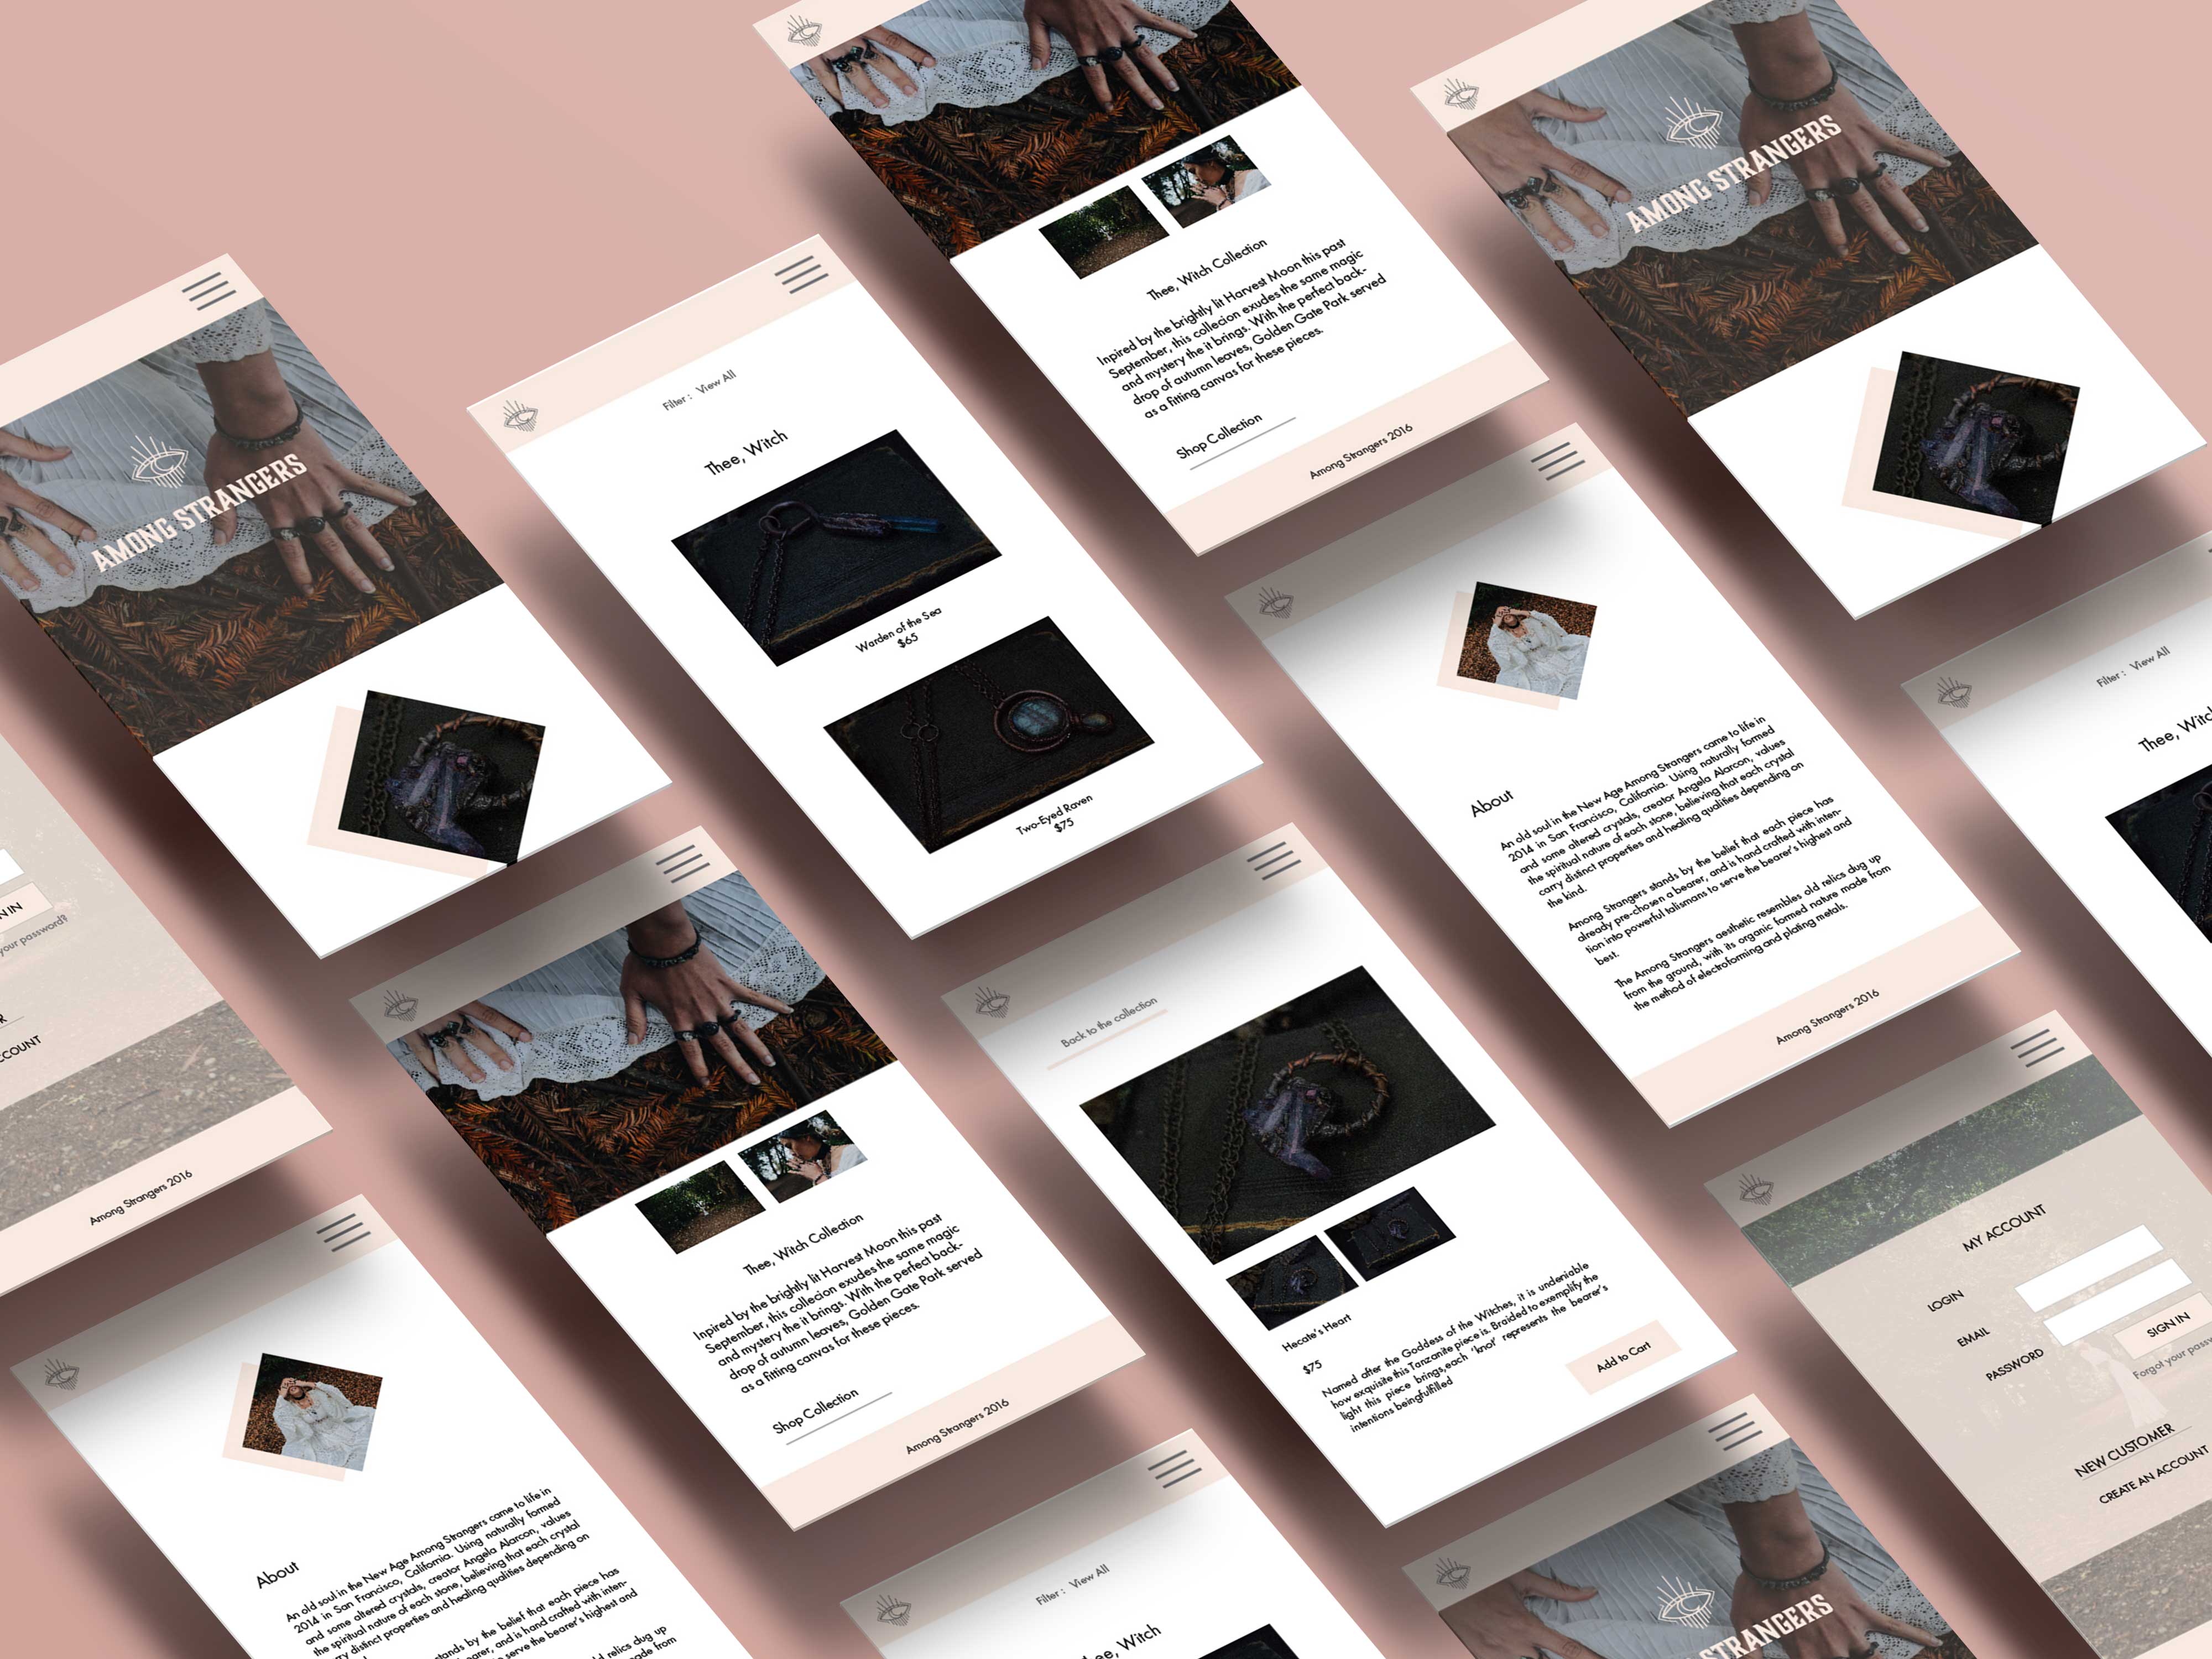 AMONG STRANGERS
Filter : View All
Thee, Witch
Warden of the Sea
$65
Two-Eyed Raven
$75
Thee, Witch Collection
Inpired by the brightly lit Harvest Moon this past
September, this collecion exudes the same magic
and mystery the it brings. With the perfect back-
drop of autumn leaves, Golden Gate Park served
as a fitting canvas for these pieces.
Shop Collection
Among Strangers 2016
AMONG STRANGERS
N IN
your password?
R
CCOUNT
Among Strangers 2016
Thee, Witch Collection
Inpired by the brightly lit Harvest Moon this past
September, this collecion exudes the same magic
and mystery the it brings. With the perfect back-
drop of autumn leaves, Golden Gate Park served
as a fitting canvas for these pieces.
Shop Collection
Among Strangers 2016
Back to the collection
Hecate's Heart
$75
Named after the Goddess of the Witches, it is undeniable
how exquisite this Tanzanite piece is. Braided to exemplify the
light this piece brings,each 'knot' represents the bearer's
intentions beingfulfilled
Add to Cart
About
An old soul in the New Age Among Strangers came to life in
2014 in San Francisco, California. Using naturally formed
and some altered crystals, creator Angela Alarcon, values
the spiritual nature of each stone, believing that each crystal
carry distinct properties and healing qualities depending on
the kind.
Among Strangers stands by the belief that each piece has
already pre-chosen a bearer, and is hand crafted with inten-
tion into powerful talismans to serve the bearer's highest and
best.
The Among Strangers aesthetic resembles old relics dug up
from the ground, with its organic formed nature made from
the method of electroforming and plating metals.
Among Strangers 2016
Filter : View All
Thee, Witc
About
An old soul in the New Age Among Strangers came to life in
2014 in San Francisco, California. Using naturally formed
and some altered crystals, creator Angela Alarcon, values
the spiritual nature of each stone, believing that each crystal
rry distinct properties and healing qualities depending on
stands by the belief that each piece has
earer, and is hand crafted with inten-
o serve the bearer's highest and
ld relics dug up
made from
Filter : View All
ee, Witch
STRANGERS
MY ACCOUNT
LOGIN
EMAIL
PASSWORD
SIGN IN
Forgot your passw
NEW CUSTOMER
CREATE AN ACCOUNT